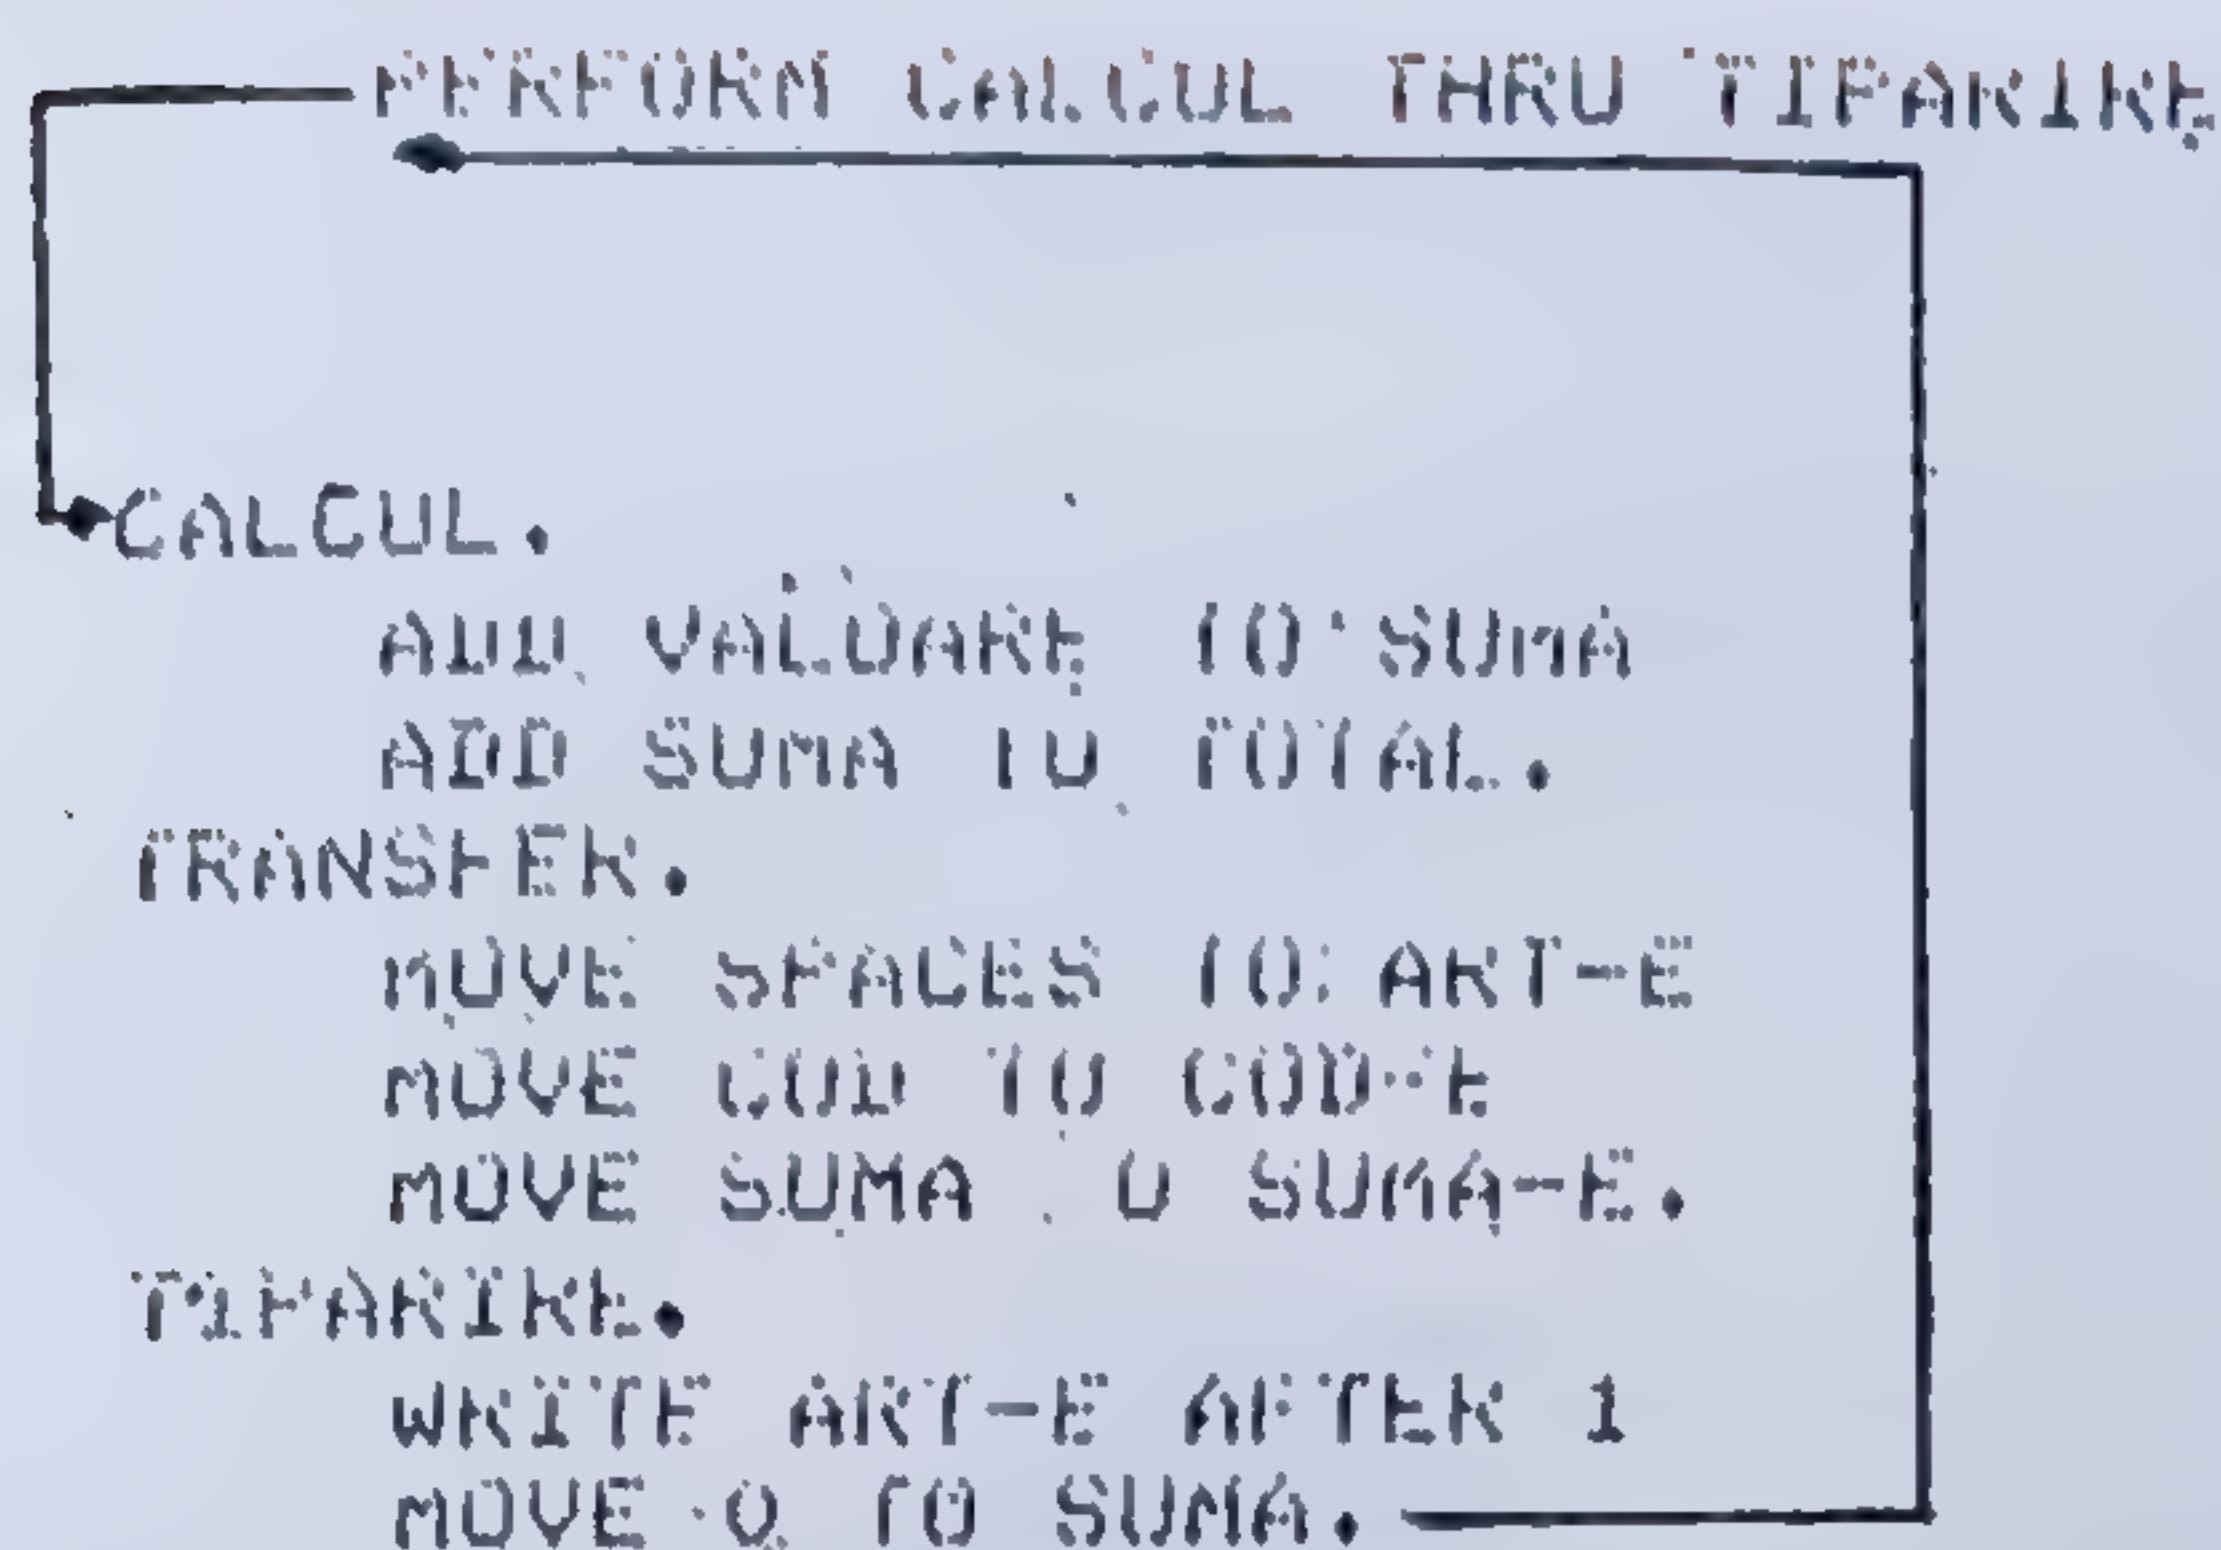 PERFORM CALCUL THRU TIPARIRE
CALCUL.
ADD VALOARE TO SUMA
ADD SUMA TO TOTAL.
TRANSFER.
MOVE SPACES TO ART-E
MOVE COD TO COD-E
MOVE SUMA TO SUMA-E.
TIPARIRE.
WRITE ART-E AFTER 1
MOVE 0 TO SUMA.